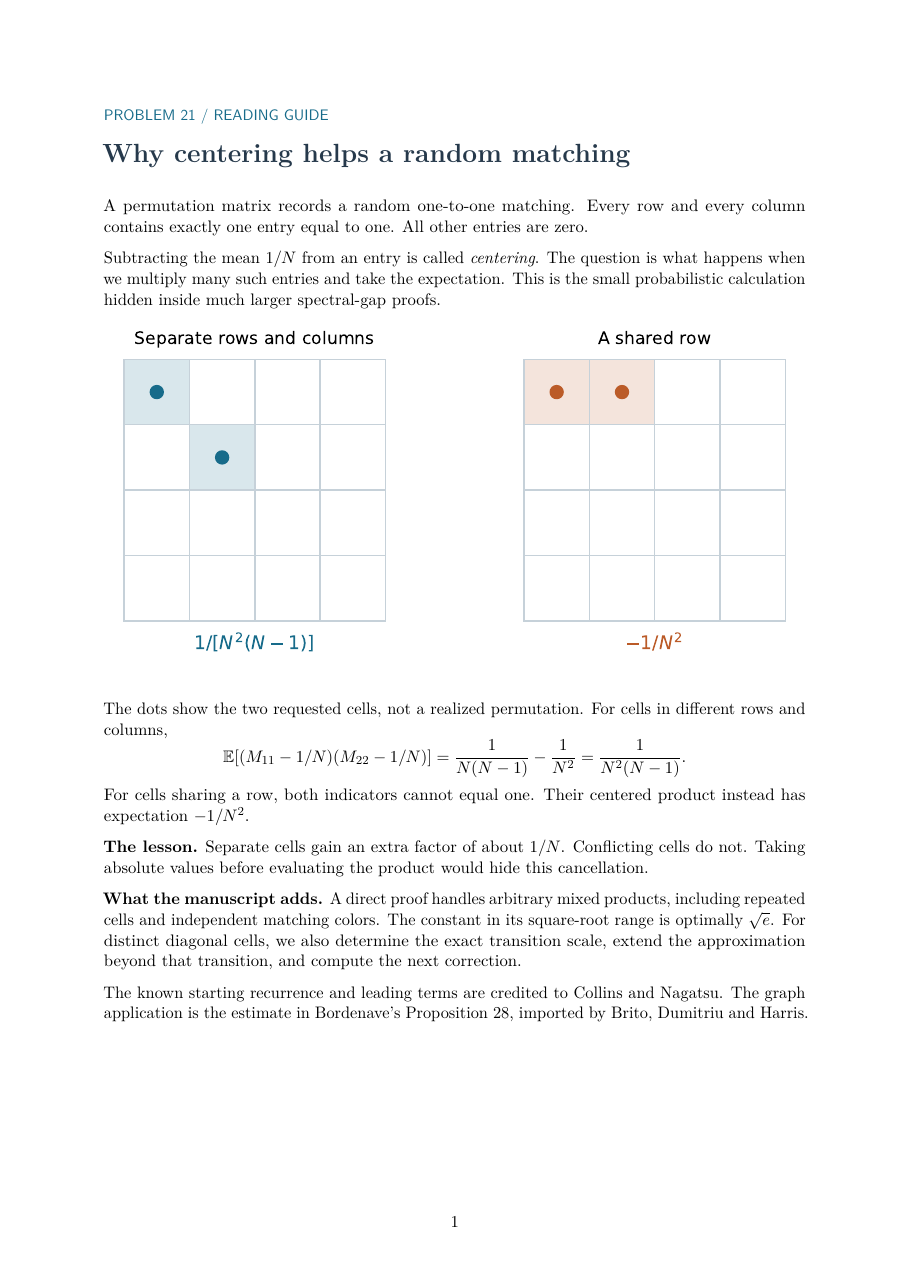 PROBLEM 21 / READING GUIDE
Why centering helps a random matching
A permutation matrix records a random one-to-one matching. Every row and every column
contains exactly one entry equal to one. All other entries are zero.
Subtracting the mean 1/N from an entry is called centering. The question is what happens when
we multiply many such entries and take the expectation. This is the small probabilistic calculation
hidden inside much larger spectral-gap proofs.
Separate rows and columns
A shared row
1/[N²(N − 1)]
−1/N²
The dots show the two requested cells, not a realized permutation. For cells in different rows and
columns,
𝔼[(M₁₁ − 1/N)(M₂₂ − 1/N)] = 1/(N(N − 1)) − 1/N² = 1/(N²(N − 1)).
For cells sharing a row, both indicators cannot equal one. Their centered product instead has
expectation −1/N².
The lesson. Separate cells gain an extra factor of about 1/N. Conflicting cells do not. Taking
absolute values before evaluating the product would hide this cancellation.
What the manuscript adds. A direct proof handles arbitrary mixed products, including repeated
cells and independent matching colors. The constant in its square-root range is optimally √e. For
distinct diagonal cells, we also determine the exact transition scale, extend the approximation
beyond that transition, and compute the next correction.
The known starting recurrence and leading terms are credited to Collins and Nagatsu. The graph
application is the estimate in Bordenave's Proposition 28, imported by Brito, Dumitriu and Harris.
1